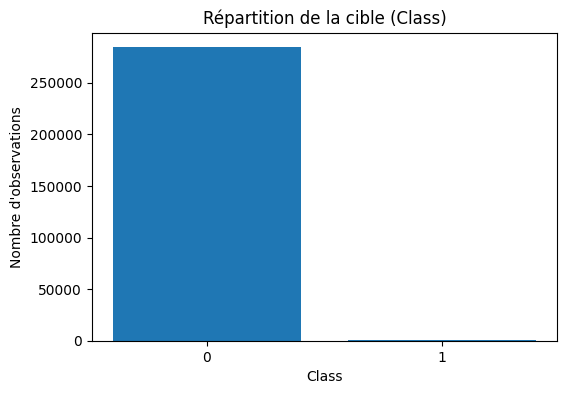 Répartition de la cible (Class)
Nombre d'observations
250000
200000
150000
100000
50000
0
0 1
Class